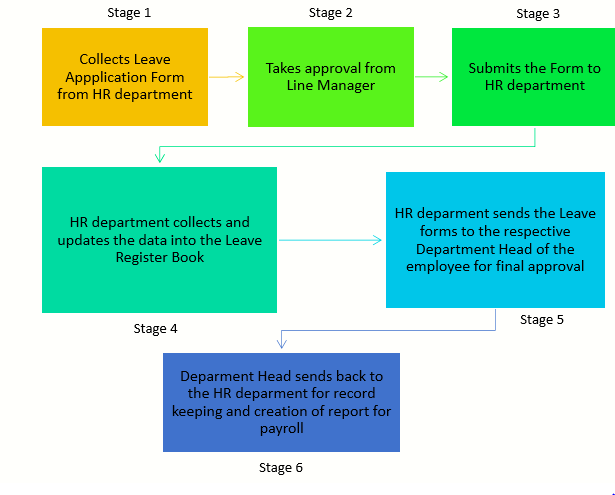 Stage 1
Stage 2
Stage 3
Collects Leave
Appplication Form
from HR department
Takes approval from
Line Manager
Submits the Form to
HR department
HR department collects and
updates the data into the Leave
Register Book
HR deparment sends the Leave
forms to the respective
Department Head of the
employee for final approval
Stage 4
Stage 5
Deparment Head sends back to
the HR deparment for record
keeping and creation of report for
payroll
Stage 6